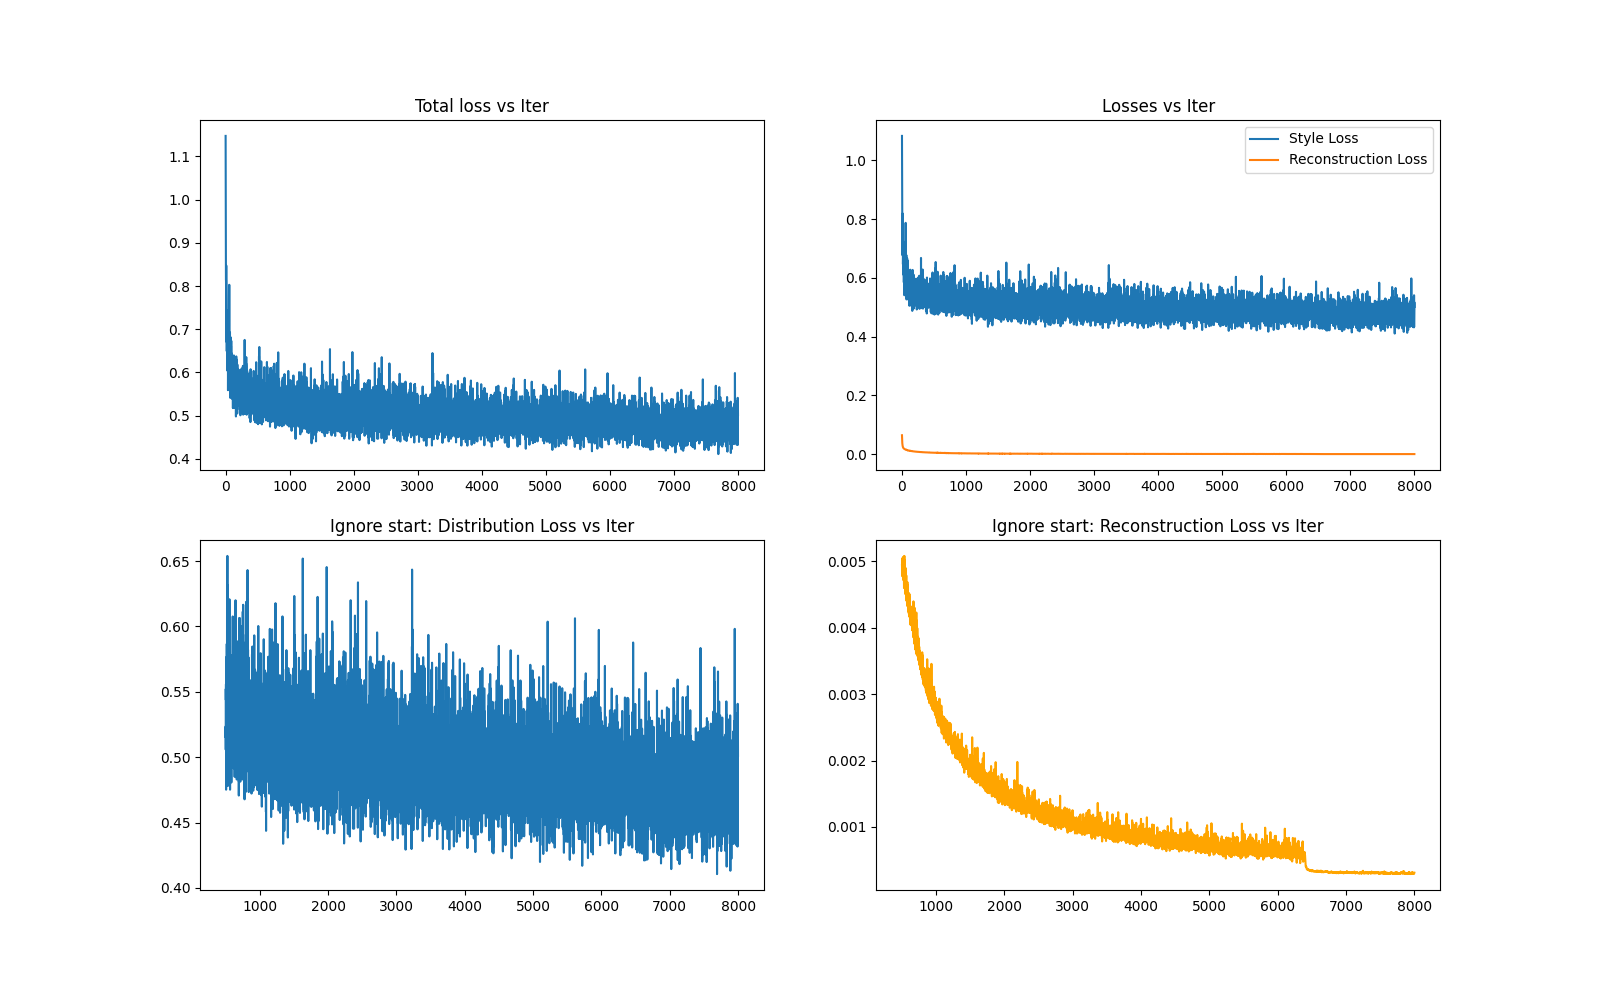 Total loss vs Iter
1.1
1.0
0.9
0.8
0.7
0.6
0.5
0.4
0 1000 2000 3000 4000 5000 6000 7000 8000
Losses vs Iter
Style Loss
Reconstruction Loss
1.0
0.8
0.6
0.4
0.2
0.0
0 1000 2000 3000 4000 5000 6000 7000 8000
Ignore start: Distribution Loss vs Iter
0.65
0.60
0.55
0.50
0.45
0.40
1000 2000 3000 4000 5000 6000 7000 8000
Ignore start: Reconstruction Loss vs Iter
0.005
0.004
0.003
0.002
0.001
1000 2000 3000 4000 5000 6000 7000 8000